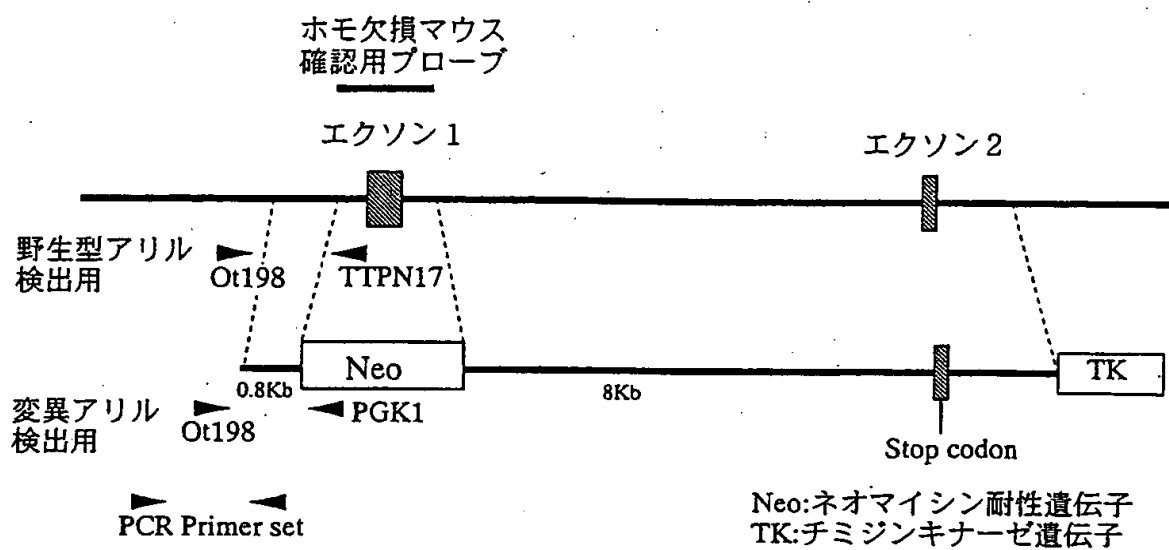 ホモ欠損マウス
確認用プローブ
エクソン1
エクソン2
野生型アリル
検出用
Ot198
TTPN17
Neo
TK
0.8Kb
8Kb
変異アリル
検出用
Ot198
PGK1
Stop codon
PCR Primer set
Neo:ネオマイシン耐性遺伝子
TK:チミジンキナーゼ遺伝子